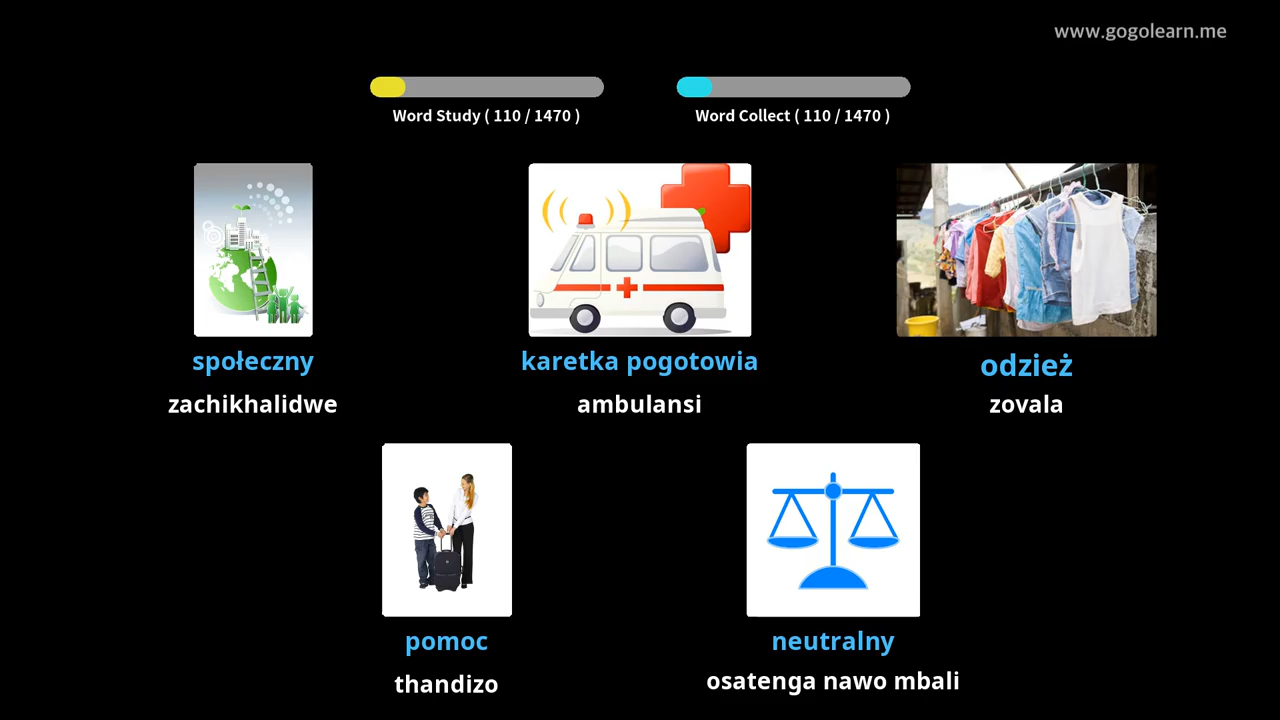 www.gogolearn.me
Word Study ( 110 / 1470 )
Word Collect ( 110 / 1470 )
społeczny
karetka pogotowia
odzież
zachikhalidwe
ambulansi
zovala
pomoc
neutralny
thandizo
osatenga nawo mbali